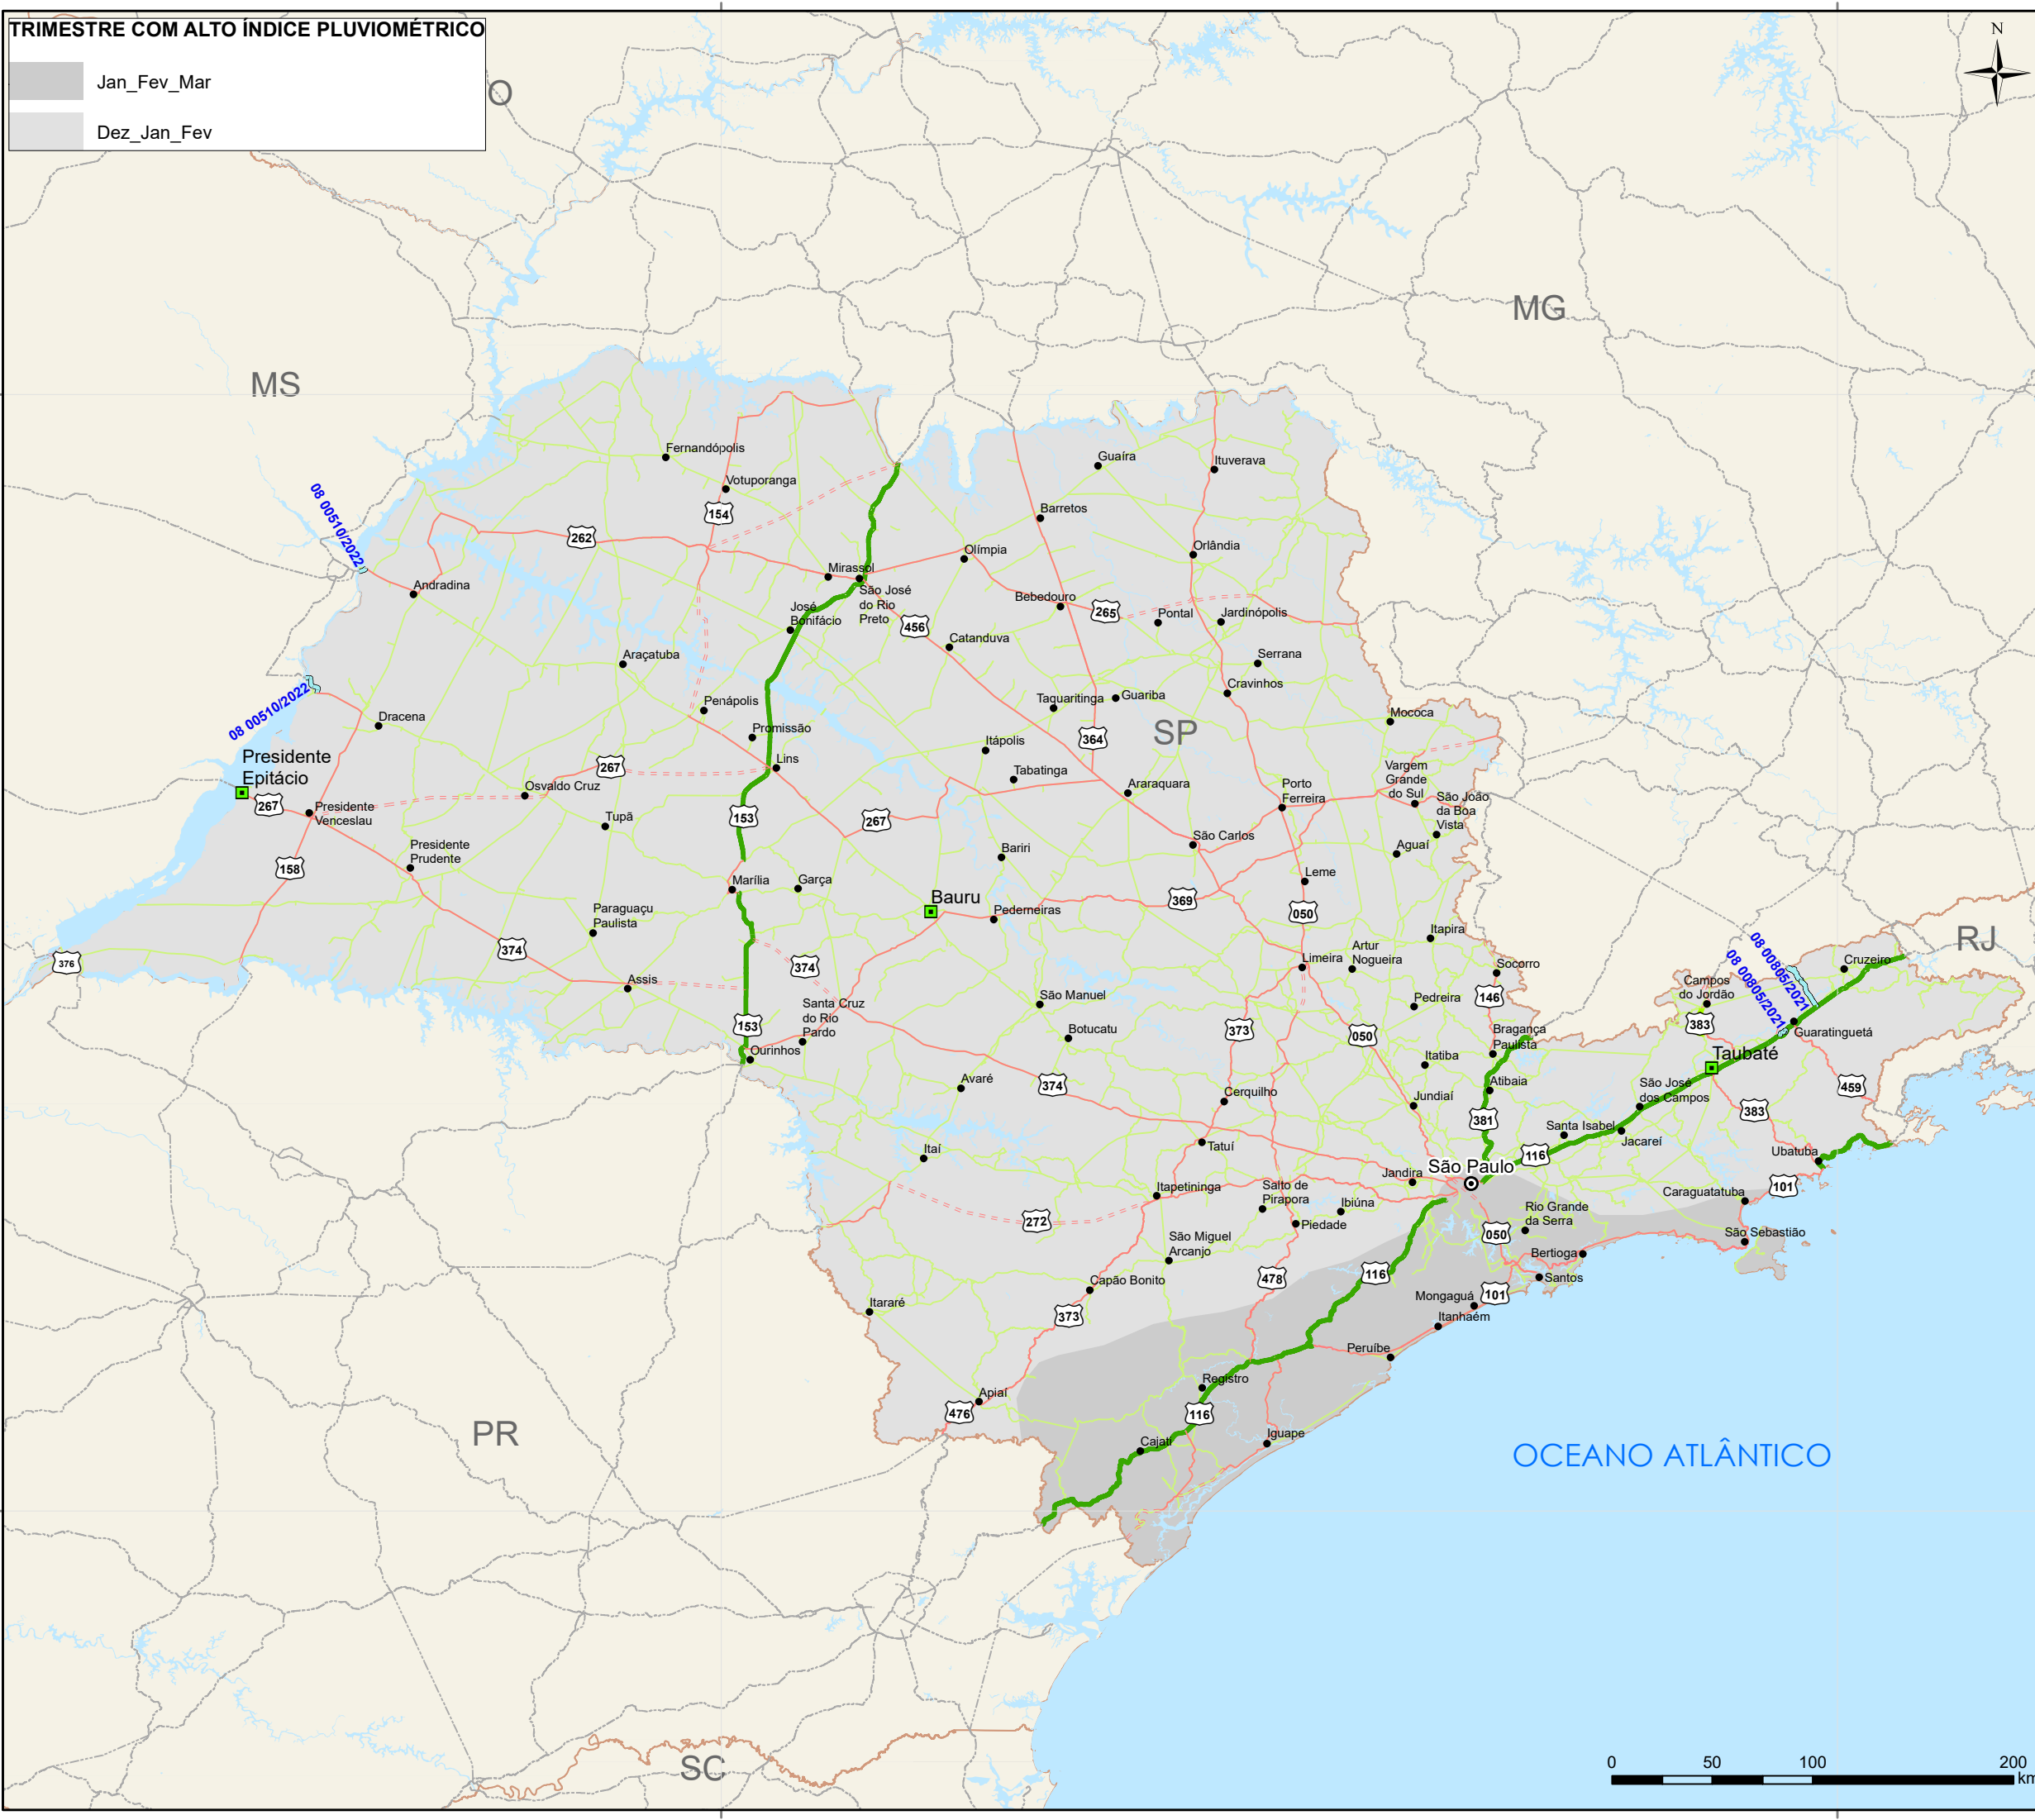 TRIMESTRE COM ALTO ÍNDICE PLUVIOMÉTRICO
Jan_Fev_Mar
Dez_Jan_Fev
O
N
MG
MS
Fernandópolis
Votuporanga
154
262
Guaíra
Ituverava
Barretos
Orlândia
Olímpia
08 00510/2022
Andradina
Mirassol
São José
do Rio
Preto
José
Bonifácio
456
Bebedouro
265
Pontal
Jardinópolis
Catanduva
Serrana
Cravinhos
Araçatuba
Penápolis
Promissão
Lins
Taquaritinga
Guariba
364
SP
Mococa
Itápolis
Tabatinga
Araraquara
08 00510/2022
Dracena
Presidente
Epitácio
267
Presidente
Venceslau
267
Osvaldo Cruz
Tupã
153
267
Porto
Ferreira
Vargem
Grande
do Sul
São João
da Boa
Vista
São Carlos
Aguaí
158
Presidente
Prudente
Bariri
Marília
Garça
Bauru
Pederneiras
369
Leme
050
Paraguaçu
Paulista
374
376
Assis
374
Santa Cruz
do Rio
Pardo
153
Ourinhos
São Manuel
Botucatu
Itapira
Artur
Nogueira
Limeira
Socorro
146
Pedreira
373
050
Bragança
Paulista
Itatiba
Atibaia
Jundiaí
381
Avaré
374
Cerquilho
Tatuí
Itaí
RJ
08 00805/2021
08 00805/2021
Cruzeiro
Campos
do Jordão
383
Guaratinguetá
Taubaté
459
São José
dos Campos
383
Santa Isabel
Jacareí
116
Ubatuba
101
Caraguatatuba
São Sebastião
São Paulo
Jandira
Itapetininga
Salto de
Pirapora
Ibiúna
Piedade
272
São Miguel
Arcanjo
Rio Grande
da Serra
050
Bertioga
Santos
116
478
Capão Bonito
373
Itararé
Mongaguá
101
Itanhaém
Peruíbe
Registro
116
Apiaí
476
Cajati
Iguape
PR
OCEANO ATLÂNTICO
SC
0 50 100 200
km